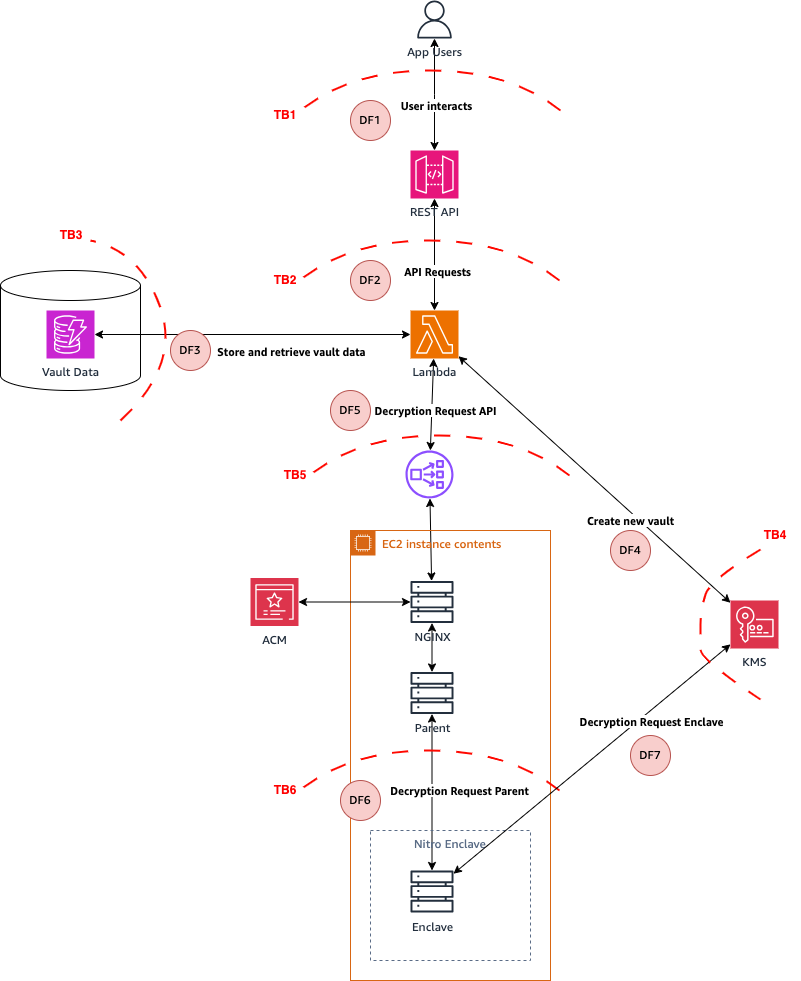 App Users
User interacts
TB1
DF1
REST API
TB3
API Requests
TB2
DF2
DF3
Store and retrieve vault data
Vault Data
Lambda
DF5
Decryption Request API
TB5
Create new vault
TB4
EC2 instance contents
DF4
ACM
NGINX
KMS
Decryption Request Enclave
Parent
DF7
TB6
Decryption Request Parent
DF6
Nitro Enclave
Enclave